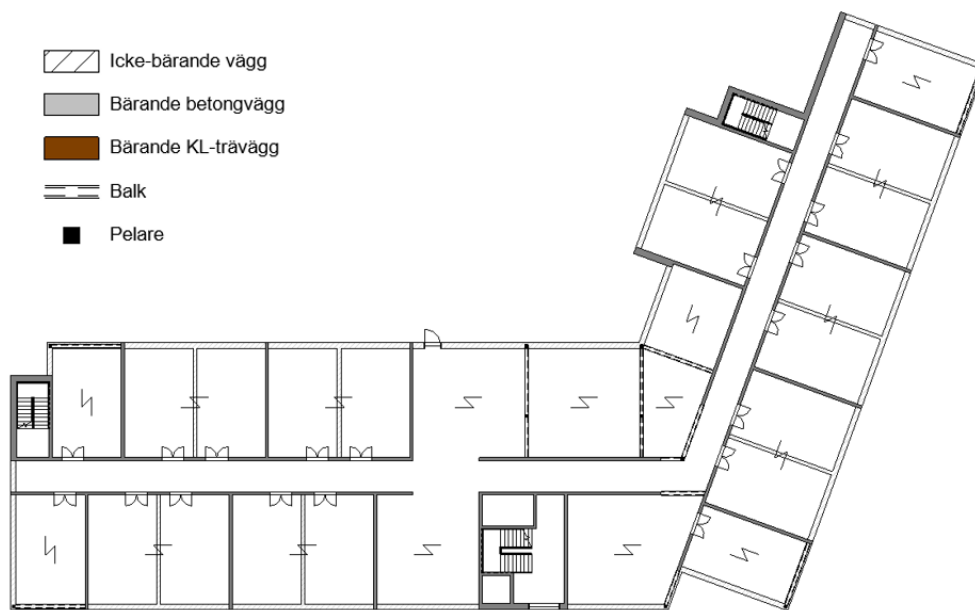 Icke-bärande vägg
Bärande betongvägg
Bärande KL-trävägg
Balk
Pelare